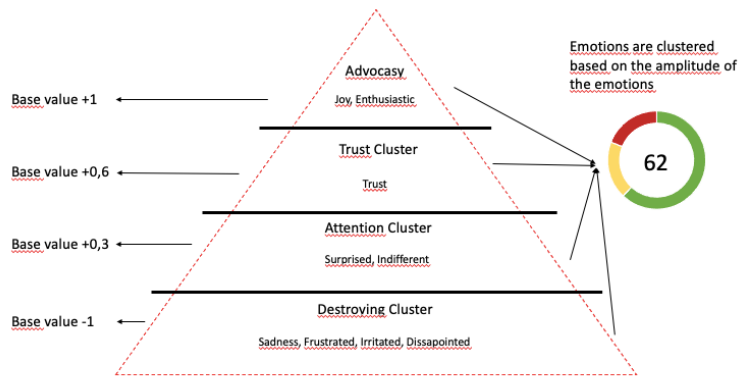 Emotions are clustered
based on the amplitude of
the emotions
Advocasy
Base value +1
Joy, Enthusiastic
Trust Cluster
62
Base value +0,6
Trust
Attention Cluster
Base value +0,3
Surprised, Indifferent
Destroving Cluster
Base value -1
Sadness, Frustrated, Irritated, Dissapointed